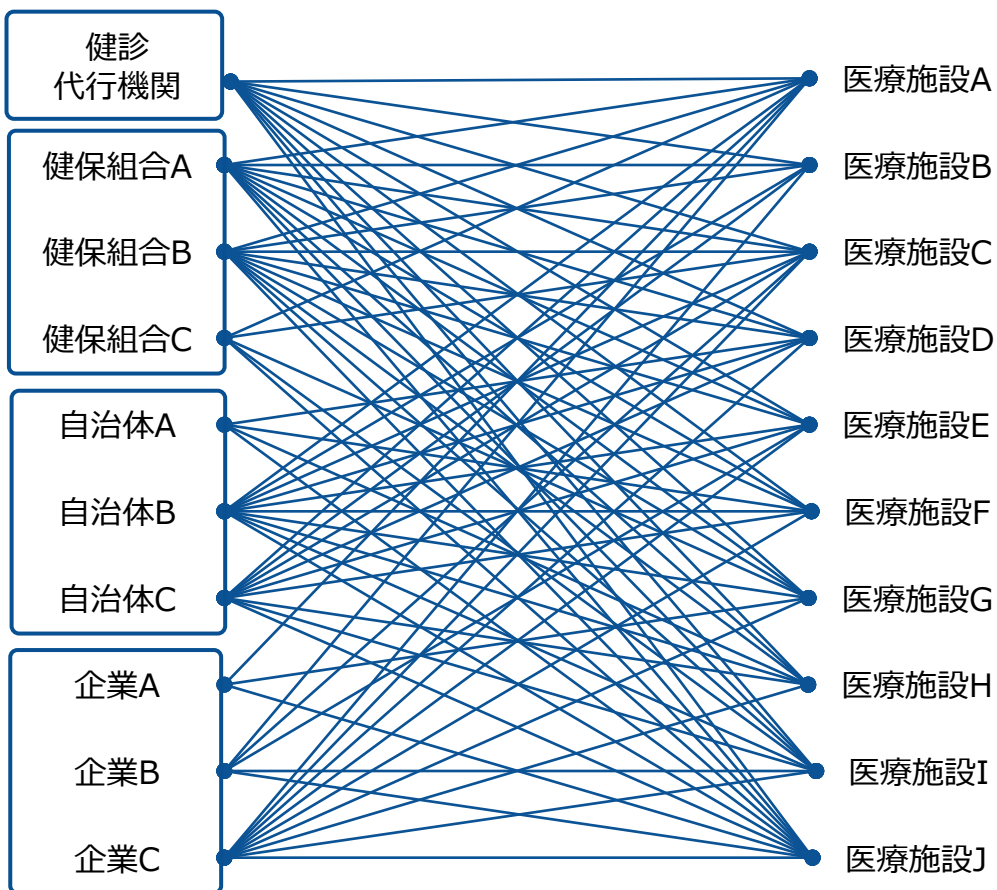 健診
代行機関
健保組合A
健保組合B
健保組合C
自治体A
自治体B
自治体C
企業A
企業B
企業C
医療施設A
医療施設B
医療施設C
医療施設D
医療施設E
医療施設F
医療施設G
医療施設H
医療施設I
医療施設J